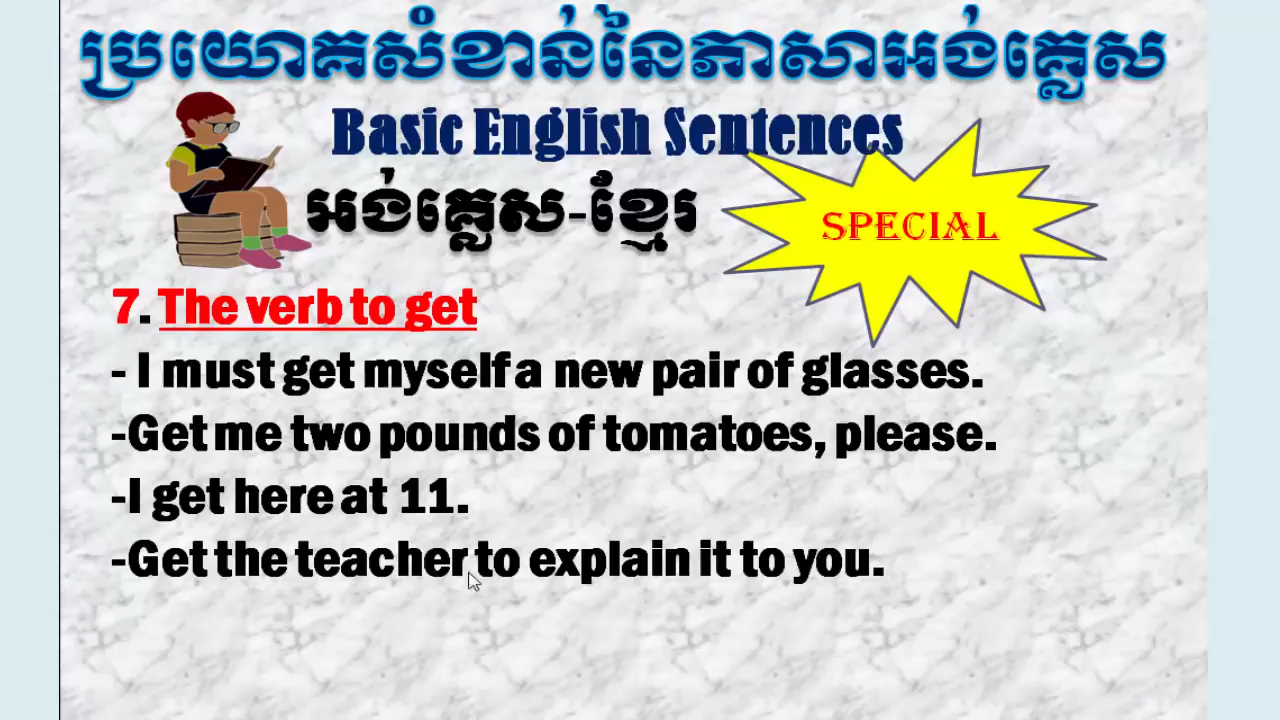 ប្រយោគសំខាន់នៃភាសាអង់គ្លេស
Basic English Sentences
អង់គ្លេស-ខ្មែរ
SPECIAL
7. The verb to get
- I must get myself a new pair of glasses.
-Get me two pounds of tomatoes, please.
-I get here at 11.
-Get the teacher to explain it to you.